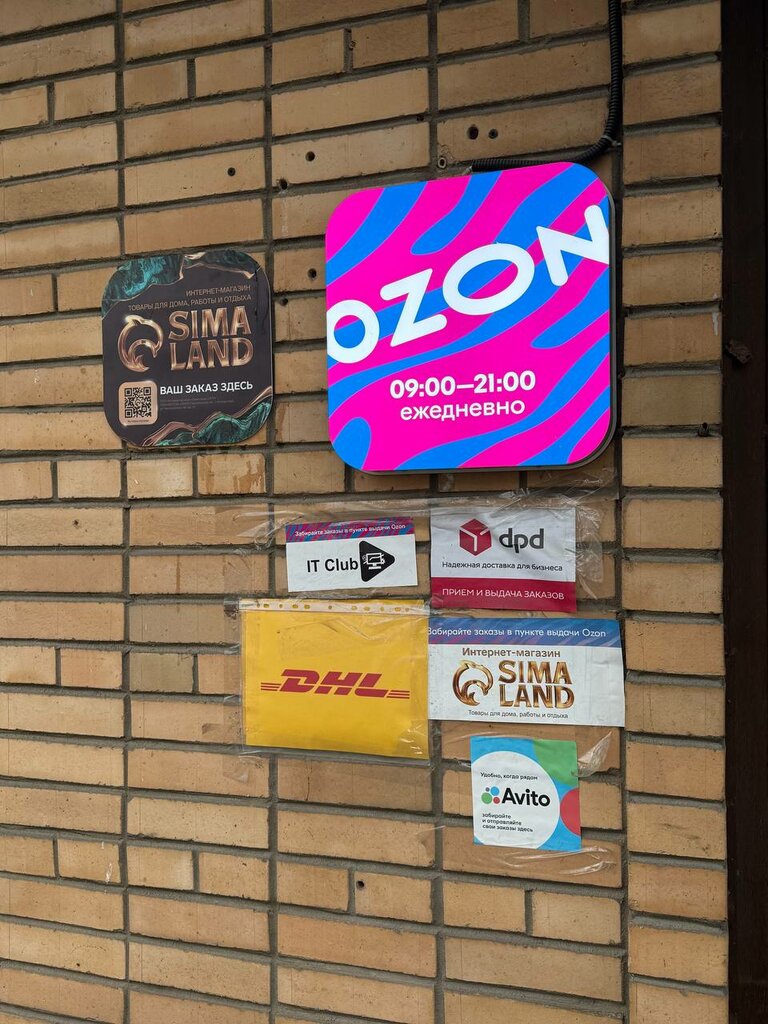 ИНТЕРНЕТ-МАГАЗИН
ТОВАРЫ ДЛЯ ДОМА, РАБОТЫ И ОТДЫХА
SIMA
LAND
ВАШ ЗАКАЗ ЗДЕСЬ
OZON
09:00—21:00
ежедневно
Забирайте заказы в пункте выдачи Ozon
IT Club
dpd
Надежная доставка для бизнеса
ПРИЕМ И ВЫДАЧА ЗАКАЗОВ
DHL
Забирайте заказы в пункте выдачи Ozon
Интернет-магазин
SIMA
LAND
Товары для дома, работы и отдыха
Удобно, когда рядом
Avito
забирайте
и отправляйте
свои заказы здесь